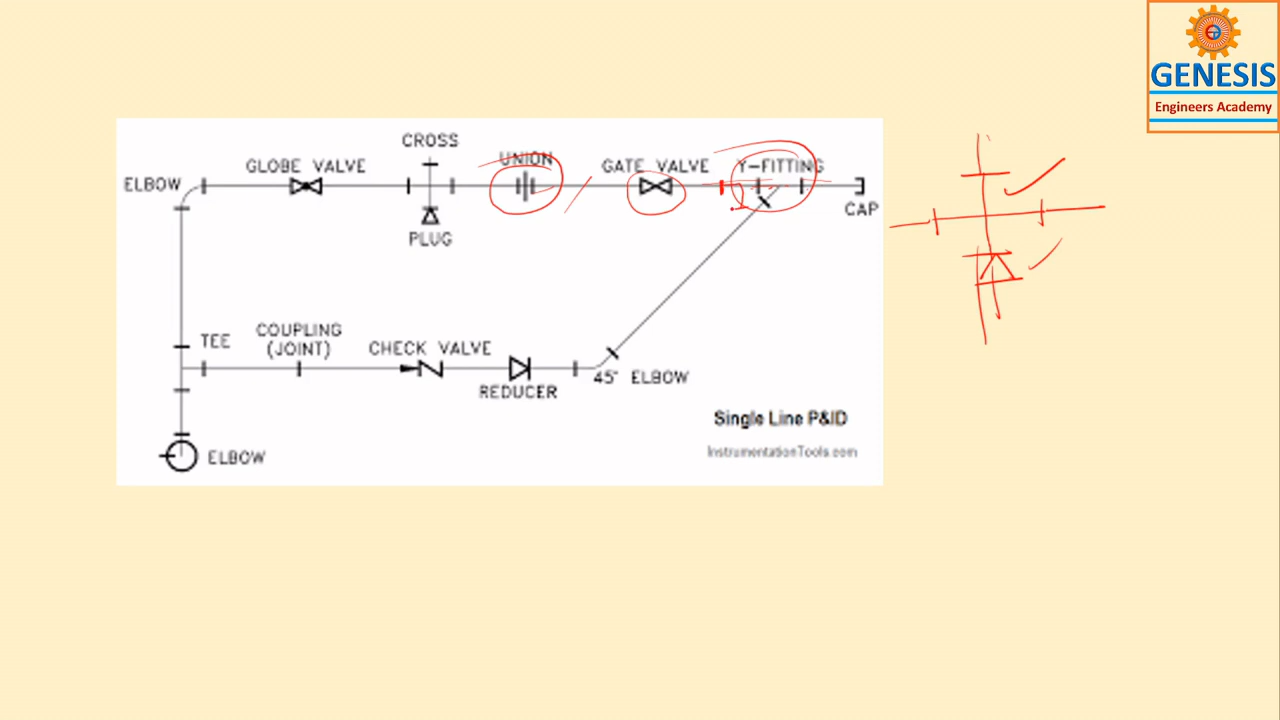 GENESIS
Engineers Academy
CROSS
UNION
GLOBE VALVE
GATE VALVE
Y-FITTING
ELBOW
CAP
PLUG
TEE
COUPLING
(JOINT)
CHECK VALVE
REDUCER
45° ELBOW
Single Line P&ID
InstrumentationTools.com
ELBOW